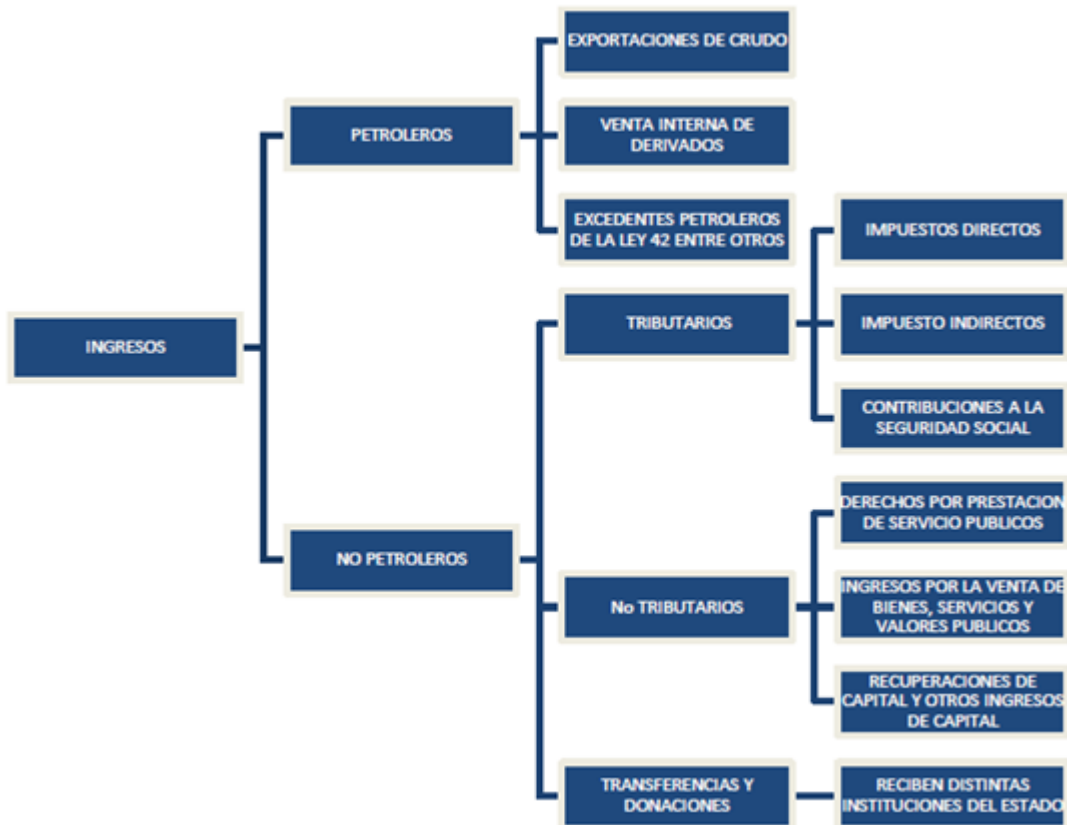 EXPORTACIONES DE CRUDO
PETROLEROS
VENTA INTERNA DE
DERIVADOS
EXCEDENTES PETROLEROS
DE LA LEY 42 ENTRE OTROS
IMPUESTOS DIRECTOS
INGRESOS
TRIBUTARIOS
IMPUESTO INDIRECTOS
CONTRIBUCIONES A LA
SEGURIDAD SOCIAL
NO PETROLEROS
DERECHOS POR PRESTACION
DE SERVICIO PUBLICOS
No TRIBUTARIOS
INGRESOS POR LA VENTA DE
BIENES, SERVICIOS Y
VALORES PUBLICOS
RECUPERACIONES DE
CAPITAL Y OTROS INGRESOS
DE CAPITAL
TRANSFERENCIAS Y
DONACIONES
RECIBEN DISTINTAS
INSTITUCIONES DEL ESTADO